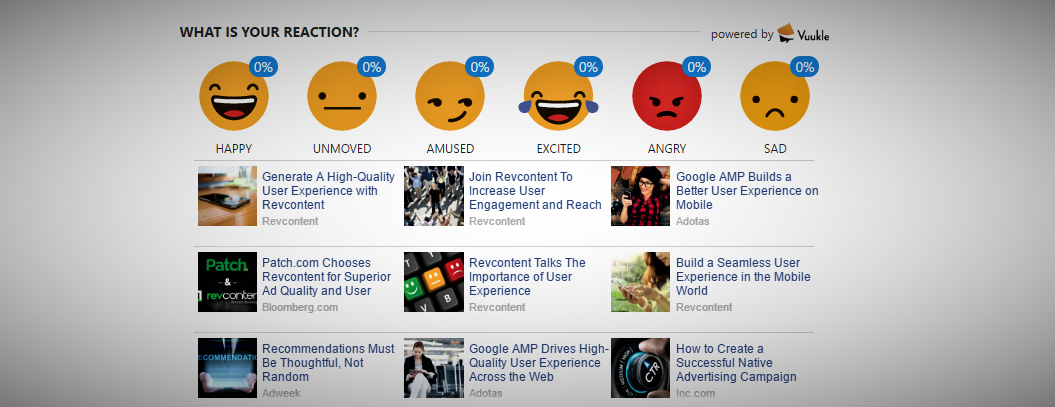 WHAT IS YOUR REACTION?
powered by Vuukle
0% 0% 0% 0% 0% 0%
HAPPY UNMOVED AMUSED EXCITED ANGRY SAD
Generate A High-Quality
User Experience with
Revcontent
Revcontent
Join Revcontent To
Increase User
Engagement and Reach
Revcontent
Google AMP Builds a
Better User Experience on
Mobile
Adotas
Patch
&
revconten
Patch.com Chooses
Revcontent for Superior
Ad Quality and User
Bloomberg.com
T Y
V B
Revcontent Talks The
Importance of User
Experience
Revcontent
Build a Seamless User
Experience in the Mobile
World
Revcontent
Recommendations Must
Be Thoughtful, Not
Random
Adweek
Google AMP Drives High-
Quality User Experience
Across the Web
Adotas
CTR
How to Create a
Successful Native
Advertising Campaign
Inc.com